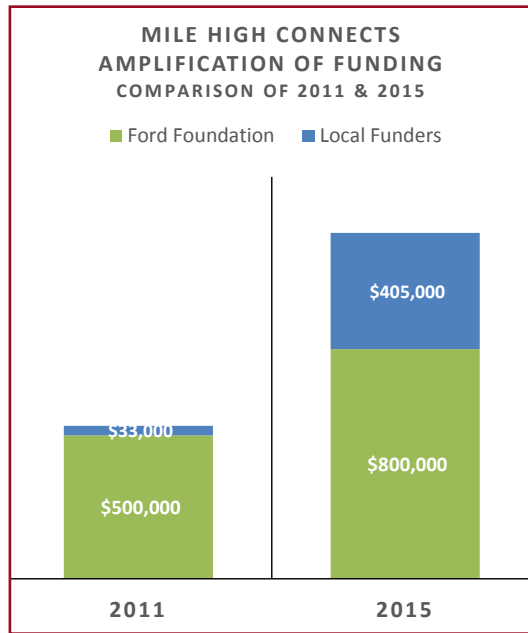 MILE HIGH CONNECTS
AMPLIFICATION OF FUNDING
COMPARISON OF 2011 & 2015
Ford Foundation Local Funders
$405,000
$33,000
$800,000
$500,000
2011 2015